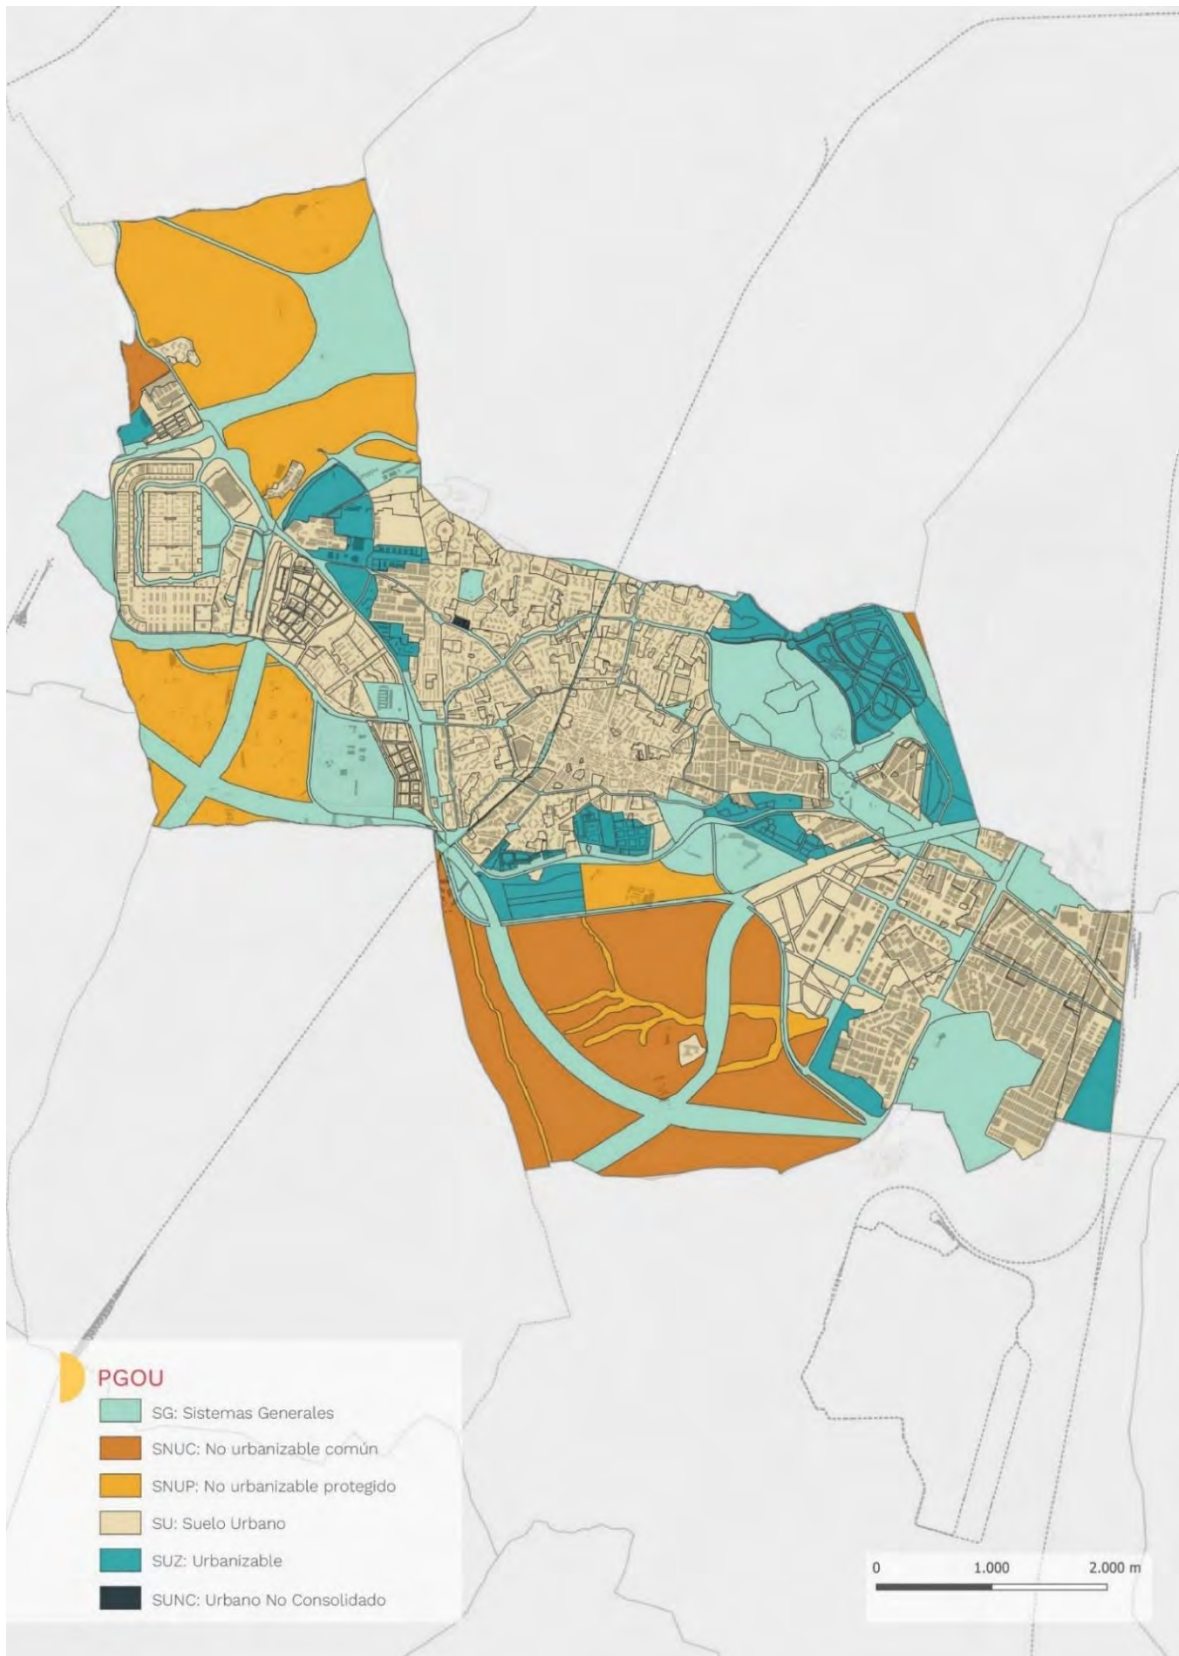 PGOU
SG: Sistemas Generales
SNUC: No urbanizable común
SNUP: No urbanizable protegido
SU: Suelo Urbano
SUZ: Urbanizable
SUNC: Urbano No Consolidado
0 1.000 2.000 m